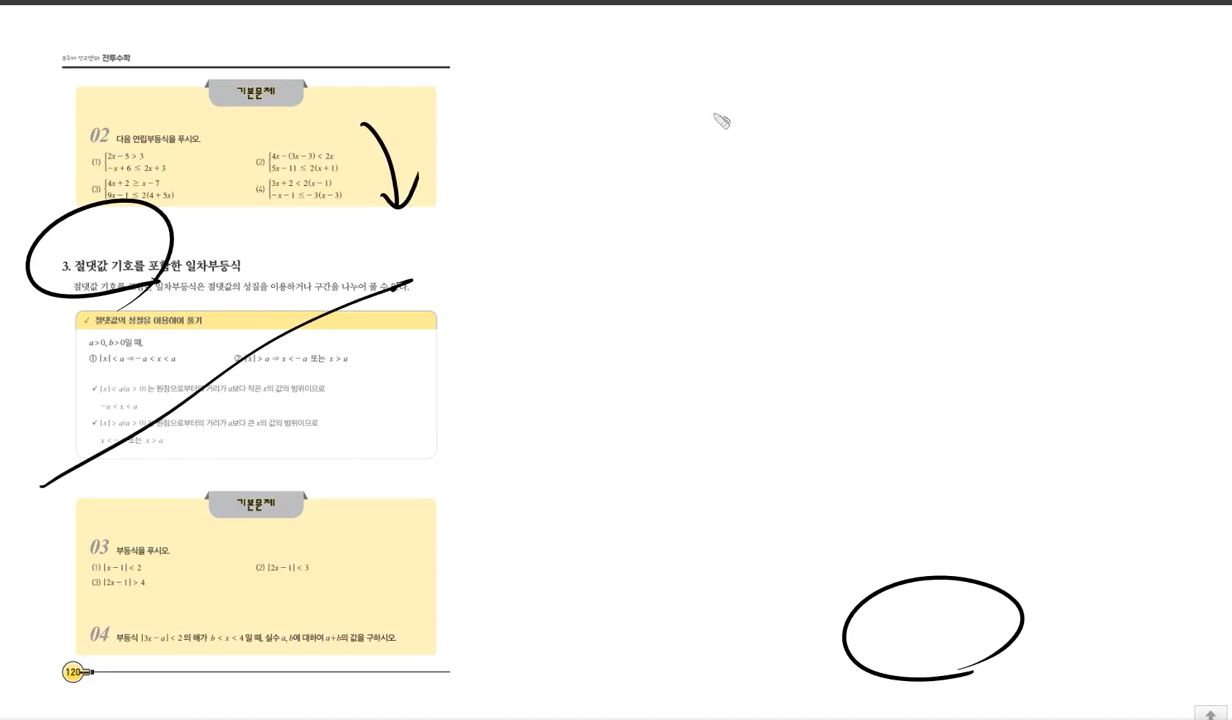 전투수학
기본문제
02 다음 연립부등식을 푸시오.
(1) 2x-5>3
-x+6≤2x+3
(2) 4x-(3x-3)<2x
5x-11≤2(x+1)
(3) 4x+2≥x-7
9x-1≤2(4+5x)
(4) 3x+2<2(x-1)
-x-1≤-3(x-3)
3. 절댓값 기호를 포함한 일차부등식
절댓값 기호를 일차부등식은 절댓값의 성질을 이용하거나 구간을 나누어 풀 수
✓ 절댓값의 성질을 이용하여 풀기
a>0, b>0일 때,
① |x|<a ⇒ -a<x<a
② |x|>a ⇒ x<-a 또는 x>a
✓ |x|<a(a>0)는 원점으로부터의 거리가 a보다 작은 x의 값의 범위이므로
-a<x<a
✓ |x|>a(a>0) 원점으로부터의 거리가 a보다 큰 x의 값의 범위이므로
x<-a 또는 x>a
기본문제
03 부등식을 푸시오.
(1) |x-1|<2
(2) |2x-1|<3
(3) |2x-1|>4
04 부등식 |3x-a|<2의 해가 b<x<4일 때, 실수 a, b에 대하여 a+b의 값을 구하시오.
120